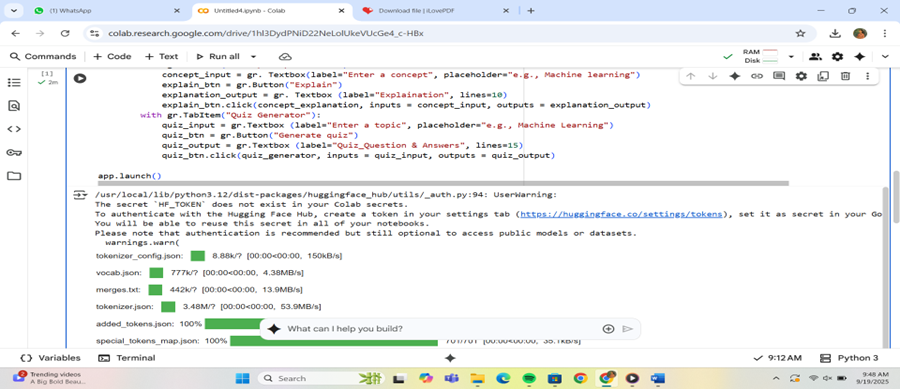 (1) WhatsApp
Untitled4.ipynb - Colab
Download file | iLovePDF
colab.research.google.com/drive/1hl3DydPNiD22NeLolUkeVUcGe4_c-HBx
Commands + Code + Text Run all
RAM
Disk
[1]
2m
concept_input = gr. Textbox(label="Enter a concept", placeholder="e.g., Machine learning")
explain_btn = gr.Button("Explain")
explanation_output = gr. Textbox (label="Explaination", lines=10)
explain_btn.click(concept_explanation, inputs = concept_input, outputs = explanation_output)
with gr.TabItem("Quiz Generator"):
quiz_input = gr.Textbox (label="Enter a topic", placeholder="e.g., Machine Learning")
quiz_btn = gr.Button("Generate quiz")
quiz_output = gr.Textbox (label="Quiz_Question & Answers", lines=15)
quiz_btn.click(quiz_generator, inputs = quiz_input, outputs = quiz_output)
app.launch()
/usr/local/lib/python3.12/dist-packages/huggingface_hub/utils/_auth.py:94: UserWarning:
The secret `HF_TOKEN` does not exist in your Colab secrets.
To authenticate with the Hugging Face Hub, create a token in your settings tab (https://huggingface.co/settings/tokens), set it as secret in your Go
You will be able to reuse this secret in all of your notebooks.
Please note that authentication is recommended but still optional to access public models or datasets.
warnings.warn(
tokenizer_config.json: 8.88k/? [00:00<00:00, 150kB/s]
vocab.json: 777k/? [00:00<00:00, 4.38MB/s]
merges.txt: 442k/? [00:00<00:00, 13.9MB/s]
tokenizer.json: 3.48M/? [00:00<00:00, 53.9MB/s]
added_tokens.json: 100%
What can I help you build?
special_tokens_map.json: 100% 701/701 [00:00<00:00, 35.1kB/s]
Variables Terminal 9:12 AM Python 3
Trending videos
A Big Bold Beau...
Search
9:48 AM
9/19/2025